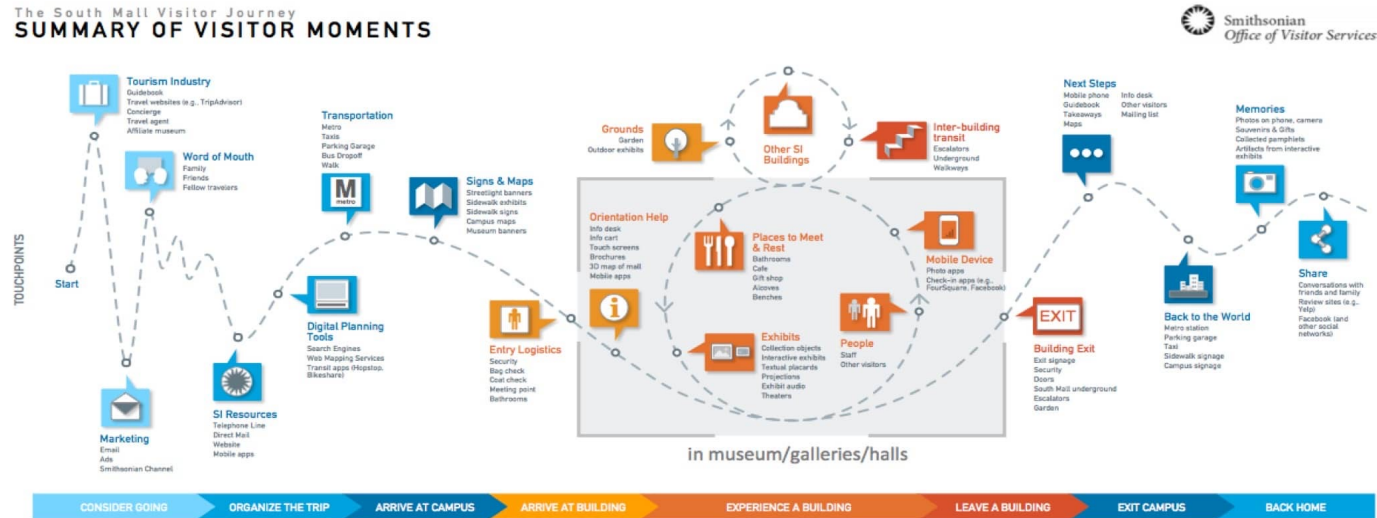 The South Mall Visitor Journey
SUMMARY OF VISITOR MOMENTS
Smithsonian
Office of Visitor Services
TOUCHPOINTS
Start
Tourism Industry
Guidebook
Travel websites (e.g., TripAdvisor)
Concierge
Travel agent
Affiliate museum
Word of Mouth
Family
Friends
Fellow travelers
Marketing
Email
Ads
Smithsonian Channel
SI Resources
Telephone Line
Direct Mail
Website
Mobile apps
Digital Planning
Tools
Search Engines
Web Mapping Services
Transit apps (Hopstop,
Bikeshare)
Transportation
Metro
Taxis
Parking Garage
Bus Dropoff
Walk
M
metro
Signs & Maps
Streetlight banners
Sidewalk exhibits
Sidewalk signs
Campus maps
Museum banners
Entry Logistics
Security
Bag check
Coat check
Meeting point
Bathrooms
Orientation Help
Info desk
Info cart
Touch screens
Brochures
3D map of mall
Mobile apps
i
Grounds
Garden
Outdoor exhibits
Other SI
Buildings
Inter-building
transit
Escalators
Underground
Walkways
Places to Meet
& Rest
Bathrooms
Cafe
Gift shop
Alcoves
Benches
Mobile Device
Photo apps
Check-in apps (e.g.,
FourSquare, Facebook)
Exhibits
Collection objects
Interactive exhibits
Textual placards
Projections
Exhibit audio
Theaters
People
Staff
Other visitors
in museum/galleries/halls
EXIT
Building Exit
Exit signage
Security
Doors
South Mall underground
Escalators
Garden
Next Steps
Mobile phone
Guidebook
Takeaways
Maps
Info desk
Other visitors
Mailing list
Back to the World
Metro station
Parking garage
Taxi
Sidewalk signage
Campus signage
Memories
Photos on phone, camera
Souvenirs & Gifts
Collected pamphlets
Artifacts from interactive
exhibits
Share
Conversations with
friends and family
Review sites (e.g.,
Yelp)
Facebook (and
other social
networks)
CONSIDER GOING
ORGANIZE THE TRIP
ARRIVE AT CAMPUS
ARRIVE AT BUILDING
EXPERIENCE A BUILDING
LEAVE A BUILDING
EXIT CAMPUS
BACK HOME